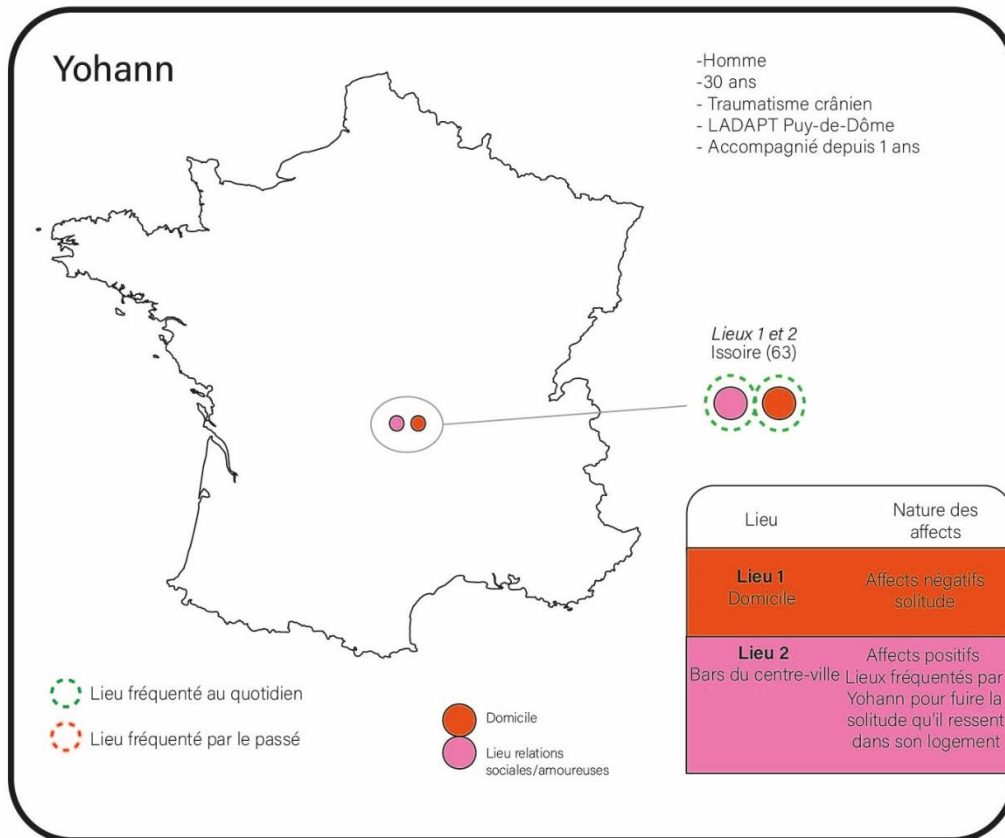 Yohann
-Homme
-30 ans
- Traumatisme crânien
- LADAPT Puy-de-Dôme
- Accompagné depuis 1 ans
Lieux 1 et 2
Issoire (63)
Lieu
Nature des
affects
Lieu 1
Domicile
Affects négatifs
solitude
Lieu 2
Bars du centre-ville
Affects positifs
Lieux fréquentés par
Yohann pour fuire la
solitude qu'il ressent
dans son logement
Lieu fréquenté au quotidien
Lieu fréquenté par le passé
Domicile
Lieu relations
sociales/amoureuses